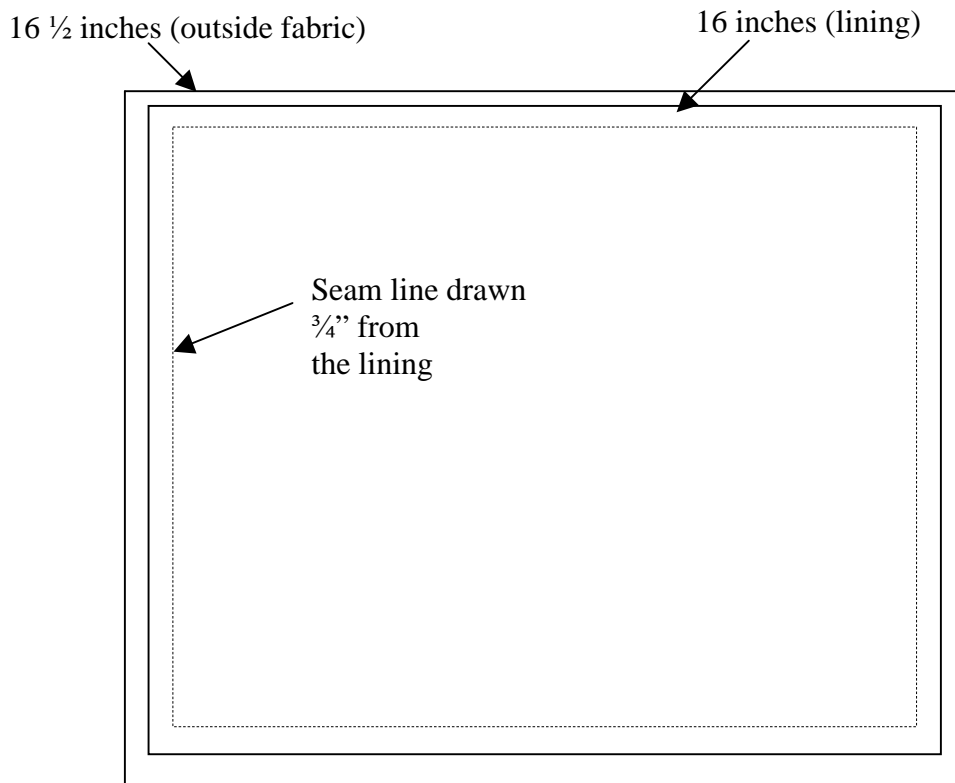 16 ½ inches (outside fabric)
16 inches (lining)
Seam line drawn
¾” from
the lining